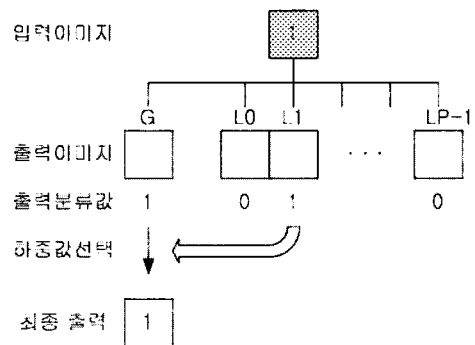 입력이미지 1
G L0 L1 LP-1
출력이미지 ...
출력분류값 1 0 1 0
하중값선택
최종 출력 1